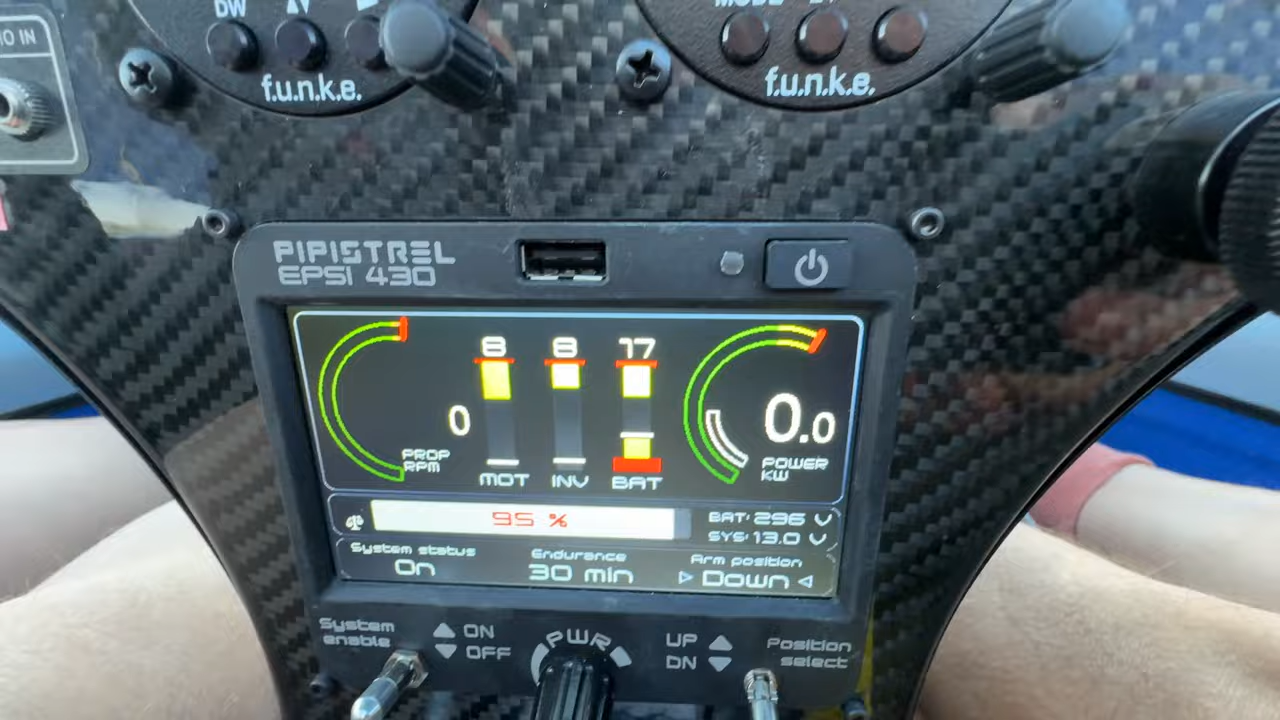 DW
f.u.n.k.e.
f.u.n.k.e.
IO IN
PIPISTREL
EPSI 430
8
8
17
0
PROP
RPM
MOT
INV
BAT
0.0
POWER
KW
95 %
BAT: 296 V
SYS: 13.0 V
System status
On
Endurance
30 min
Arm position
▷ Down ◁
System
enable
ON
OFF
PWR
UP
DN
Position
select